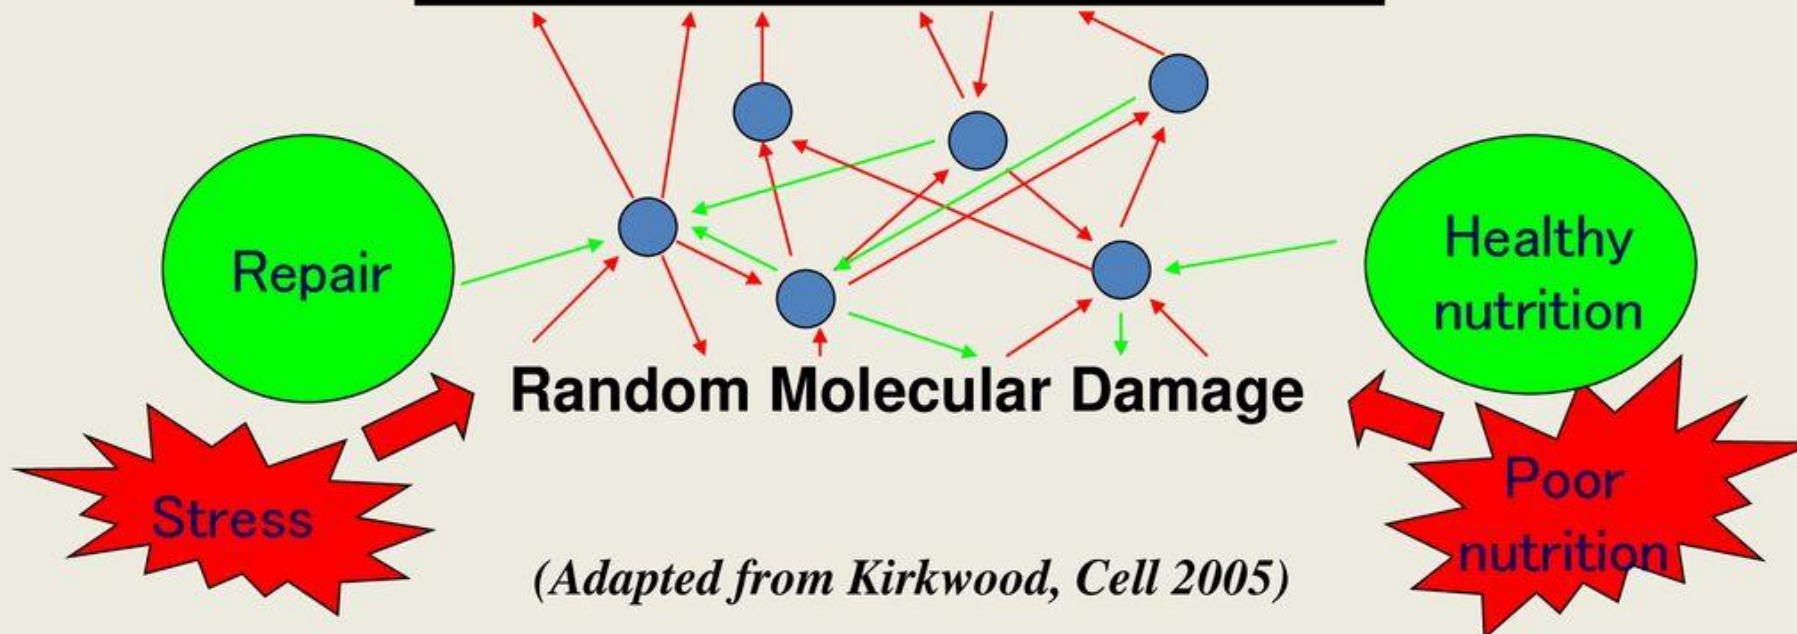 Repair
Healthy
nutrition
Random Molecular Damage
Stress
Poor
nutrition
(Adapted from Kirkwood, Cell 2005)